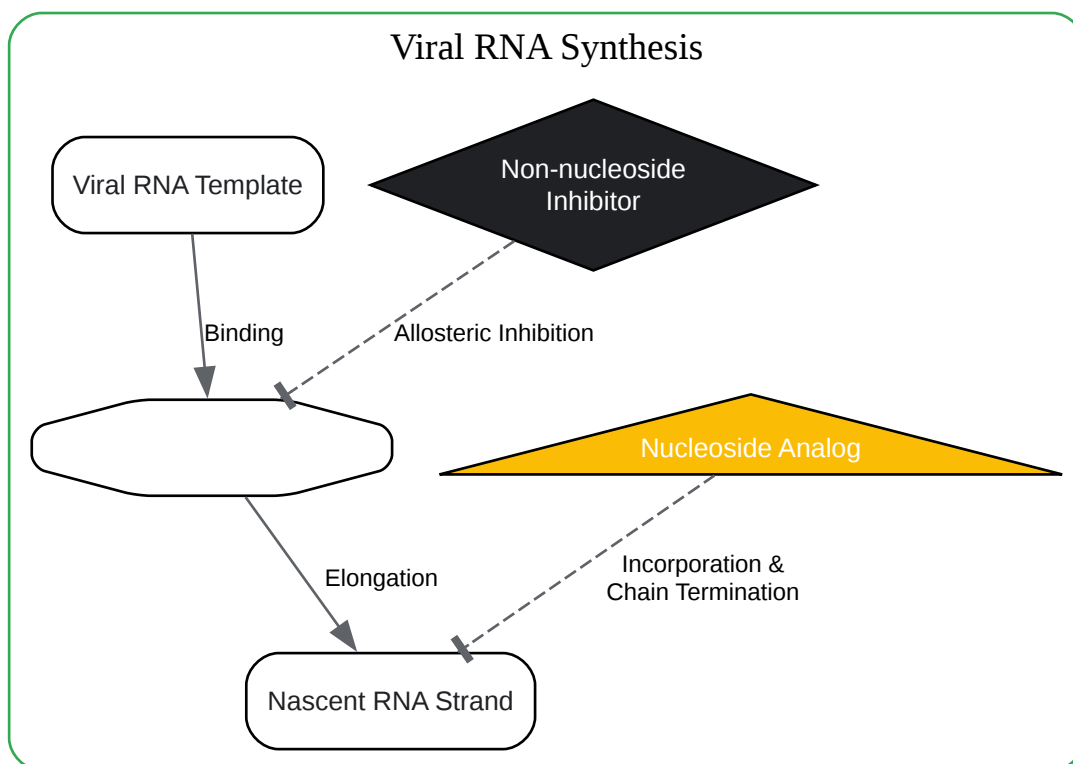 Viral RNA Synthesis
Viral RNA Template
Non-nucleoside
Inhibitor
Binding
Allosteric Inhibition
Nucleoside Analog
Elongation
Incorporation &
Chain Termination
Nascent RNA Strand